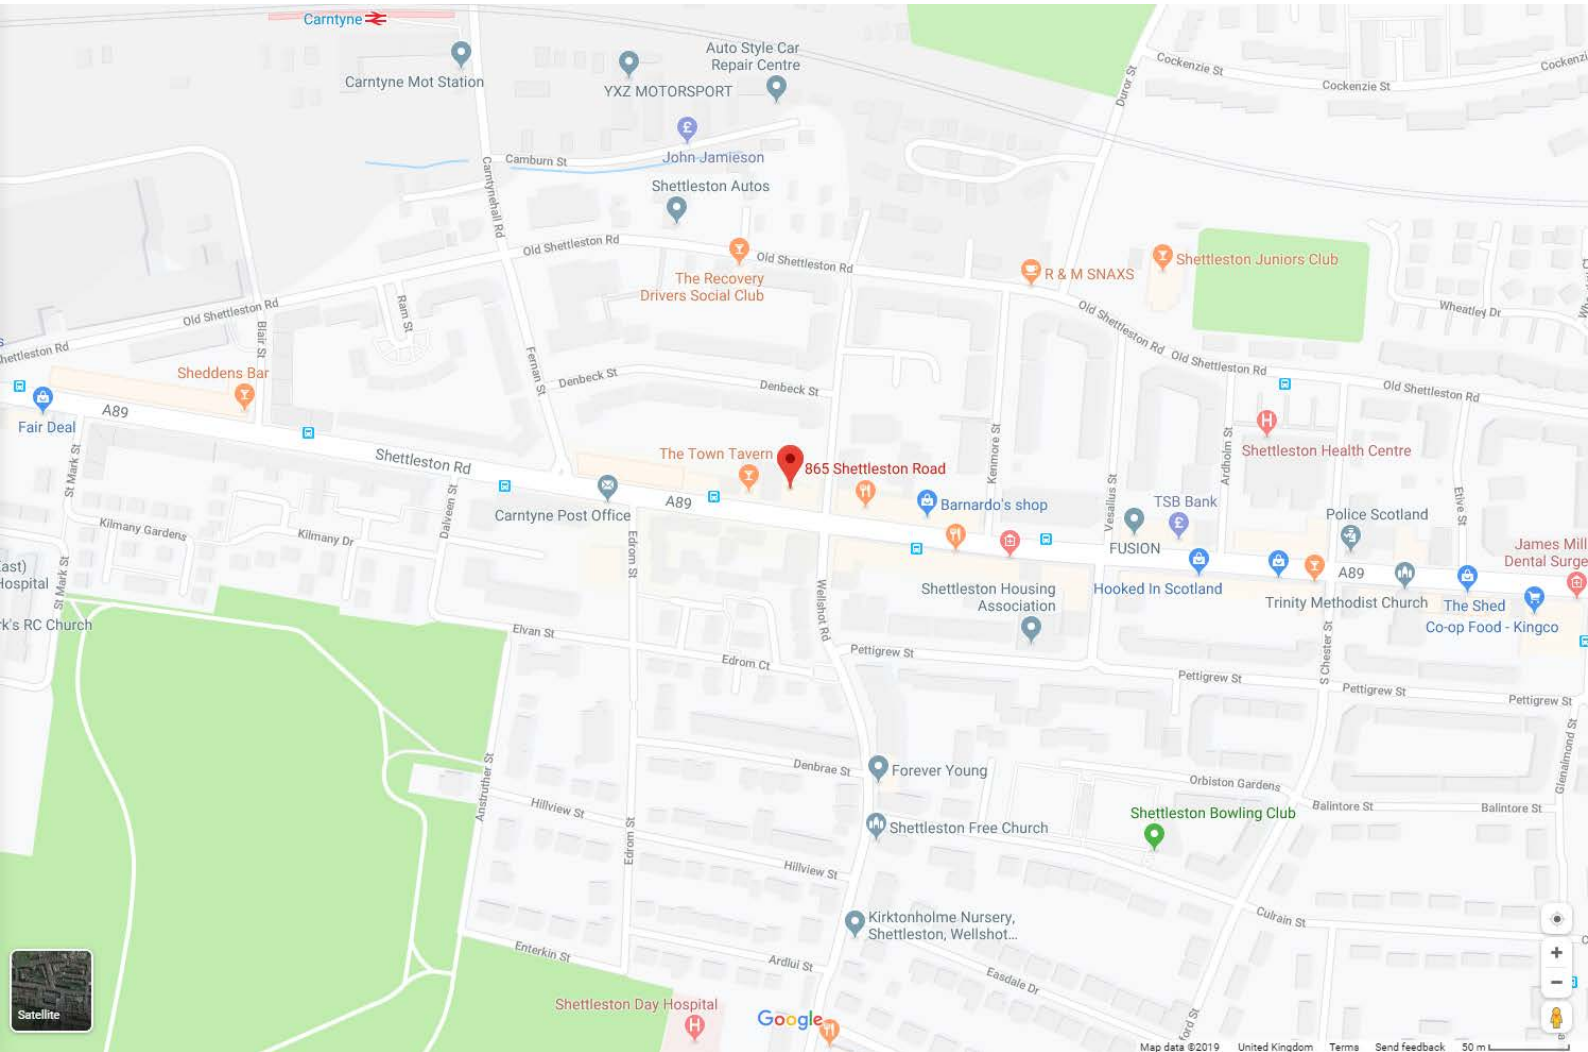 Carntyne
Carntyne Mot Station
YXZ MOTORSPORT
Auto Style Car
Repair Centre
Cockenzie St
Cockenzie St
Cockenzi
Duror St
John Jamieson
Camburn St
Carntynehall Rd
Shettleston Autos
Old Shettleston Rd
Old Shettleston Rd
The Recovery
Drivers Social Club
R & M SNAXS
Shettleston Juniors Club
Wheatley Dr
Old Shettleston Rd
Old Shettleston Rd
Old Shettleston Rd
Old Shettleston Rd
hettleston Rd
Ram St
Blair St
Fernan St
Sheddens Bar
Fair Deal
A89
Denbeck St
Denbeck St
Shettleston Rd
The Town Tavern
865 Shettleston Road
Kenmore St
Vesalius St
Ardholm St
Shettleston Health Centre
Etive St
St Mark St
Dalveen St
Carntyne Post Office
A89
Barnardo's shop
TSB Bank
FUSION
Police Scotland
James Mill
Dental Surge
Kilmany Gardens
Kilmany Dr
Edrom St
Wellshot Rd
Shettleston Housing
Association
Hooked In Scotland
A89
Trinity Methodist Church
The Shed
Co-op Food - Kingco
East)
Hospital
St Mark St
rk's RC Church
Elvan St
Edrom Ct
Pettigrew St
Pettigrew St
Pettigrew St
Pettigrew St
S Chester St
Glenalmond St
Anstruther St
Denbrae St
Forever Young
Orbiston Gardens
Balintore St
Balintore St
Hillview St
Edrom St
Shettleston Free Church
Shettleston Bowling Club
Hillview St
Kirktonholme Nursery,
Shettleston, Wellshot...
Culrain St
Enterkin St
Ardlui St
Easdale Dr
ford St
Shettleston Day Hospital
Satellite
Google
Map data ©2019 United Kingdom Terms Send feedback 50 m